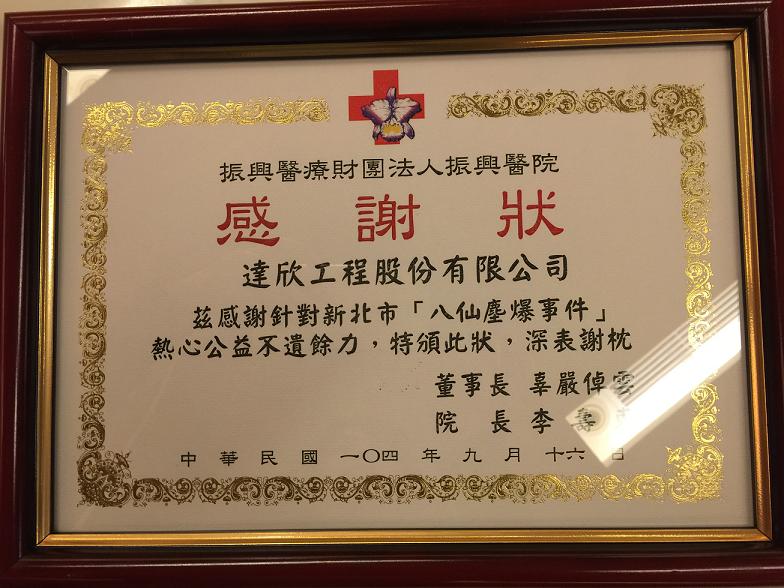 振興醫療財團法人振興醫院
感謝狀
達欣工程股份有限公司
茲感謝針對新北市「八仙塵爆事件」
熱心公益不遺餘力，特頒此狀，深表謝枕
董事長 辜嚴倬雲
院 長 李壽
中華民國 一〇四 年 九 月 十六 日